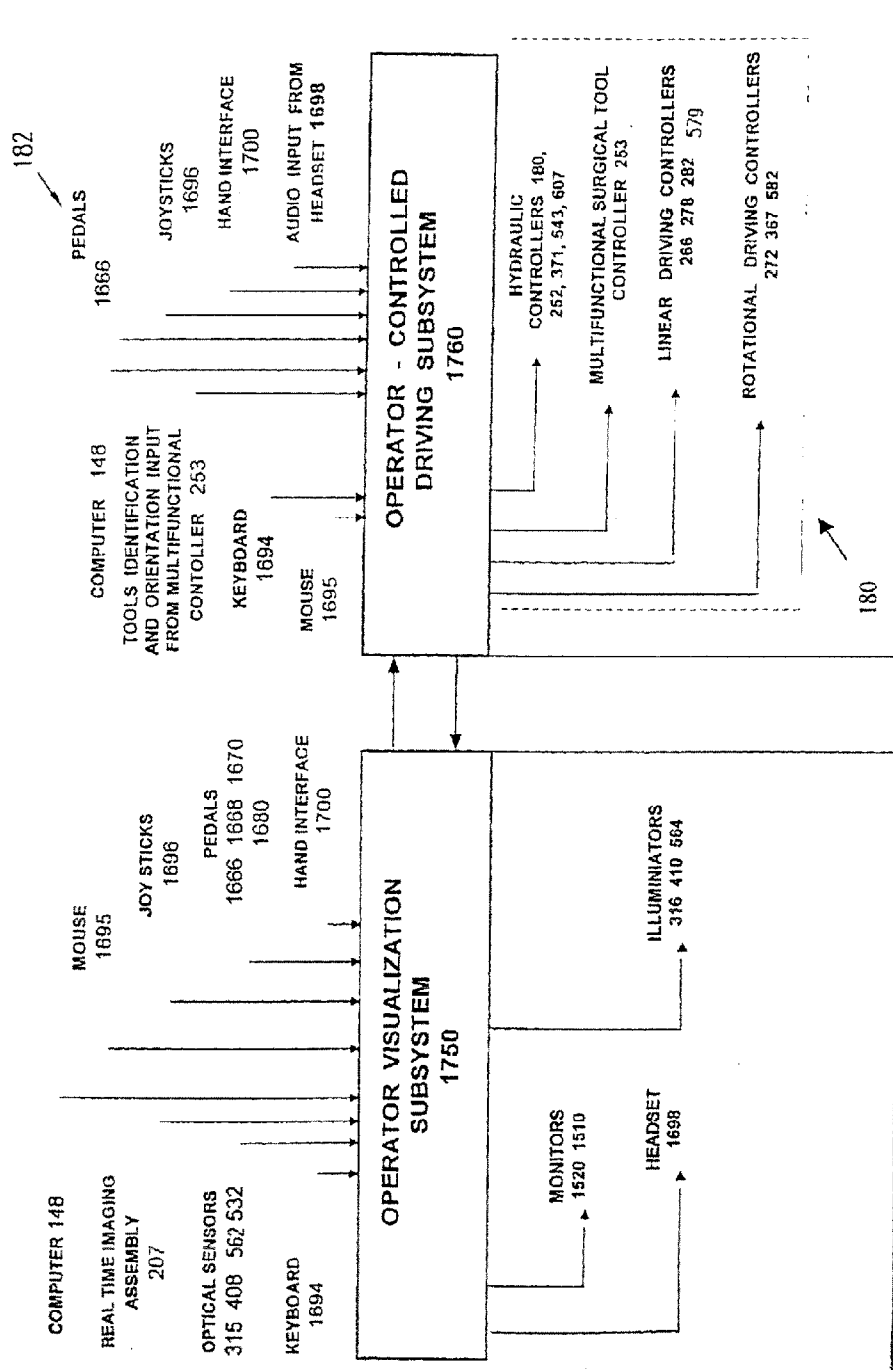 182
COMPUTER 148
REAL TIME IMAGING
ASSEMBLY
207
OPTICAL SENSORS
315 408 562 532
KEYBOARD
1694
MOUSE
1695
JOY STICKS
1696
PEDALS
1666 1668 1670
1680
HAND INTERFACE
1700
OPERATOR VISUALIZATION
SUBSYSTEM
1750
MONITORS
1520 1510
HEADSET
1698
ILLUMINIATORS
316 410 564
COMPUTER 148
TOOLS IDENTIFICATION
AND ORIENTATION INPUT
FROM MULTIFUNCTIONAL
CONTOLLER 253
KEYBOARD
1694
MOUSE
1695
PEDALS
1666
JOYSTICKS
1696
HAND INTERFACE
1700
AUDIO INPUT FROM
HEADSET 1698
OPERATOR - CONTROLLED
DRIVING SUBSYSTEM
1760
HYDRAULIC
CONTROLLERS 180,
252, 371, 543, 607
MULTIFUNCTIONAL SURGICAL TOOL
CONTROLLER 253
LINEAR DRIVING CONTROLLERS
266 278 282 579
ROTATIONAL DRIVING CONTROLLERS
272 367 582
180